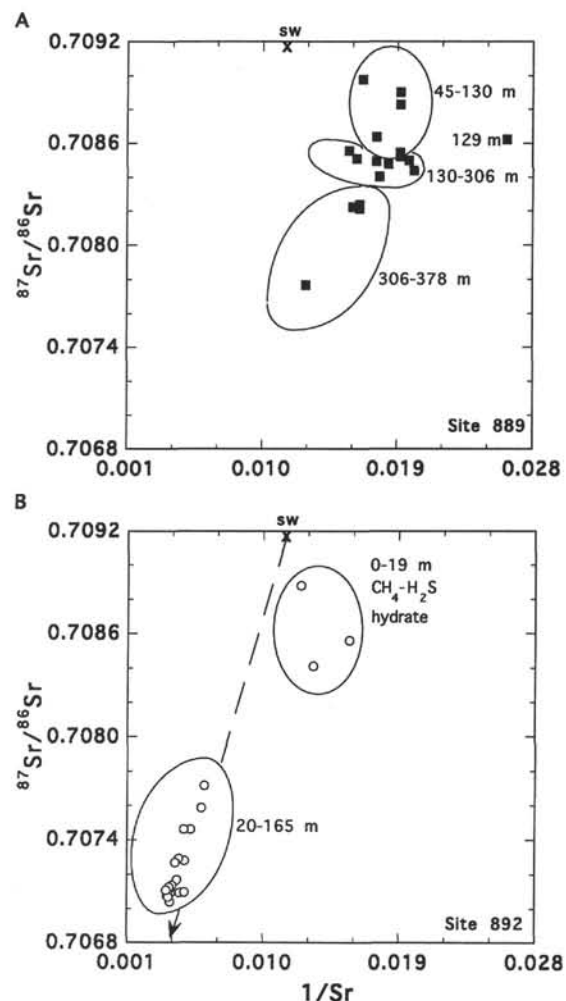 A
sw
x
0.7092
0.7086
0.7080
0.7074
0.7068
87Sr/86Sr
45-130 m
129 m
130-306 m
306-378 m
Site 889
0.001
0.010
0.019
0.028
B
sw
x
0.7092
0.7086
0.7080
0.7074
0.7068
87Sr/86Sr
0-19 m
CH4-H2S
hydrate
20-165 m
Site 892
0.001
0.010
0.019
0.028
1/Sr